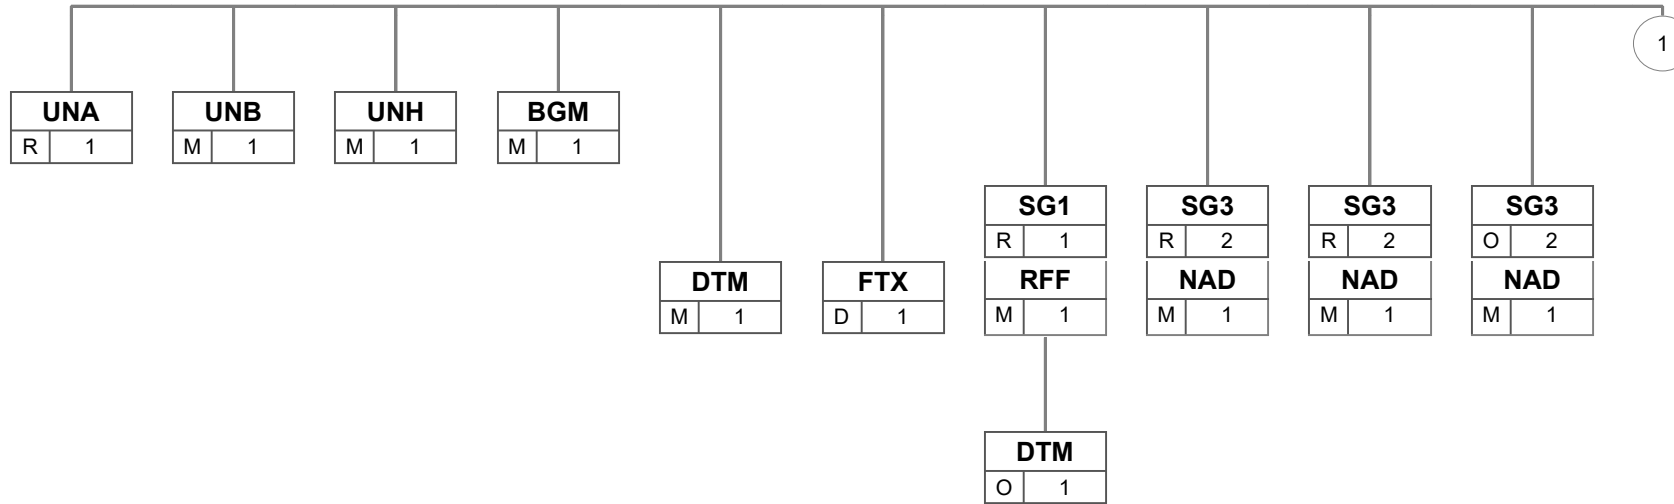 1
UNA UNB UNH BGM
R 1 M 1 M 1 M 1
SG1 SG3 SG3 SG3
R 1 R 2 R 2 O 2
DTM FTX RFF NAD NAD NAD
M 1 D 1 M 1 M 1 M 1 M 1
DTM
O 1